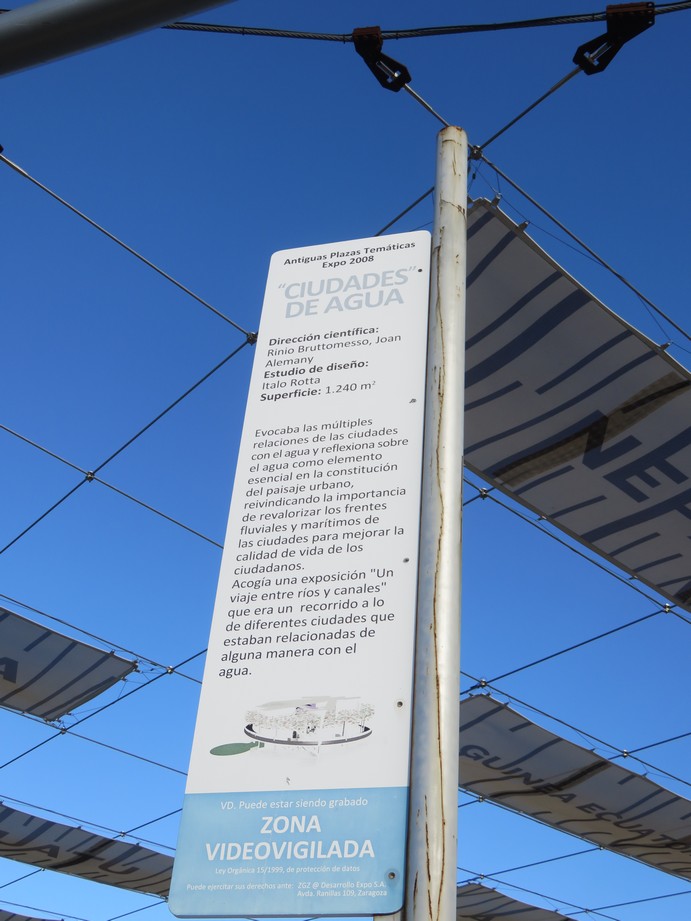 Antiguas Plazas Temáticas
Expo 2008
"CIUDADES"
DE AGUA
Dirección científica:
Rinio Bruttomesso, Joan
Alemany
Estudio de diseño:
Italo Rotta
Superficie: 1.240 m²
Evocaba las múltiples
relaciones de las ciudades
con el agua y reflexiona sobre
el agua como elemento
esencial en la constitución
del paisaje urbano,
reivindicando la importancia
de revalorizar los frentes
fluviales y marítimos de
las ciudades para mejorar la
calidad de vida de los
ciudadanos.
Acogía una exposición "Un
viaje entre ríos y canales"
que era un recorrido a lo
de diferentes ciudades que
estaban relacionadas de
alguna manera con el
agua.
VD. Puede estar siendo grabado
ZONA
VIDEOVIGILADA
Ley Orgánica 15/1999, de protección de datos
Puede ejercitar sus derechos ante: ZGZ @ Desarrollo Expo S.A.
Avda. Ranillas 109, Zaragoza
NEP
GUINEA ECUATO